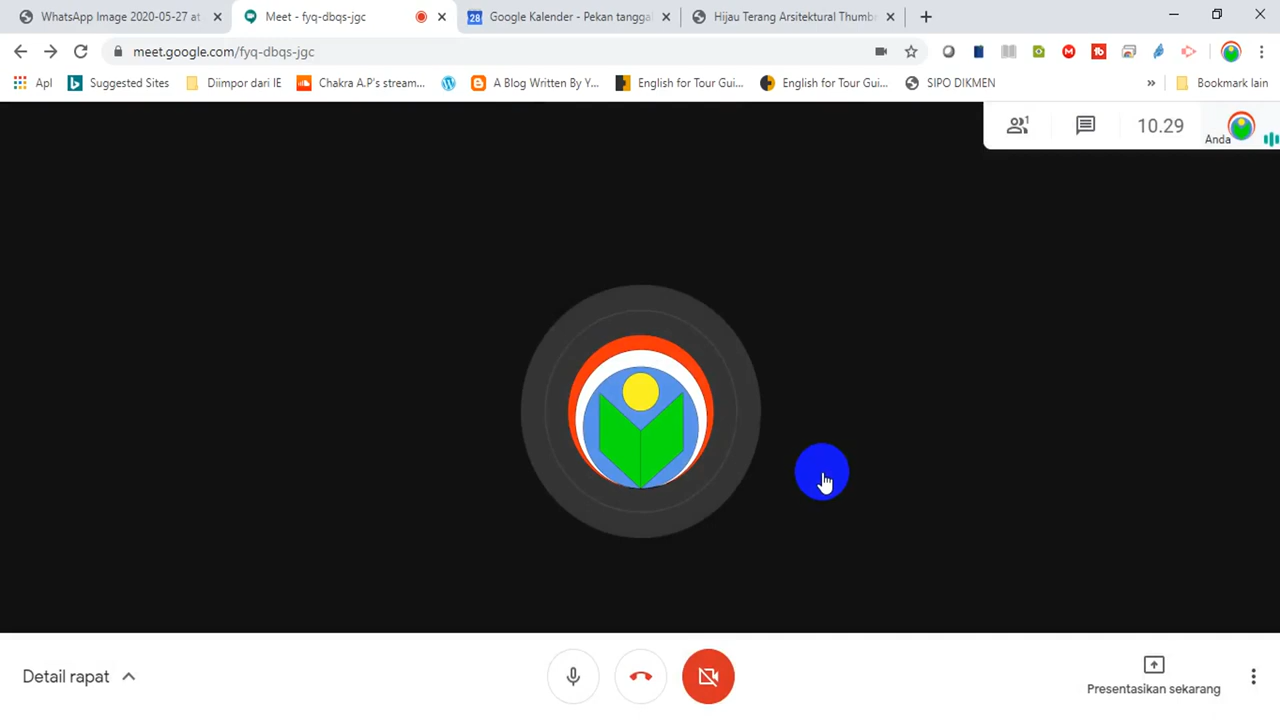 WhatsApp Image 2020-05-27 at
Meet - fyq-dbqs-jgc
Google Kalender - Pekan tangga
Hijau Terang Arsitektural Thumb
meet.google.com/fyq-dbqs-jgc
Apl
Suggested Sites
Diimpor dari IE
Chakra A.P's stream...
A Blog Written By Y...
English for Tour Gui...
English for Tour Gui...
SIPO DIKMEN
»
Bookmark lain
1
10.29
Anda
Detail rapat
Presentasikan sekarang